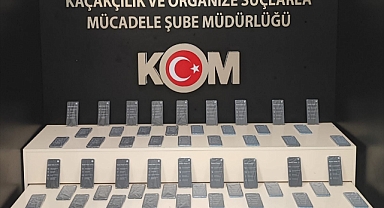 KAÇAKÇILIK VE ORGANİZE SUÇLARLA
MÜCADELE ŞUBE MÜDÜRLÜĞÜ
KOM